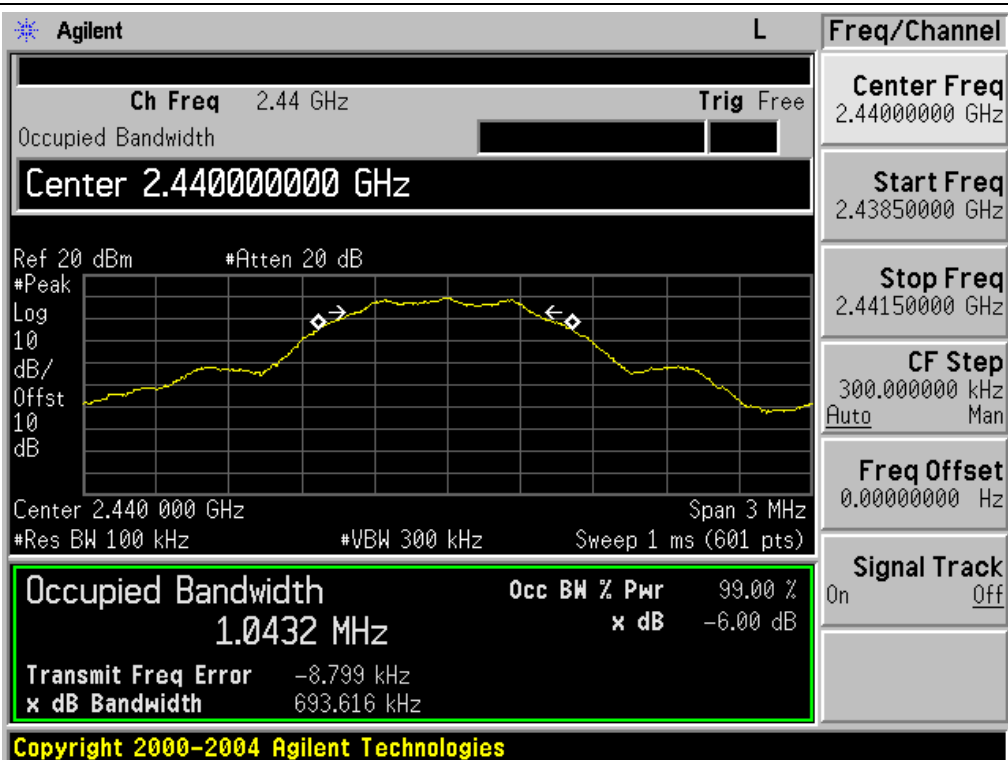 Agilent L
Ch Freq 2.44 GHz Trig Free
Occupied Bandwidth
Center 2.440000000 GHz
Ref 20 dBm #Atten 20 dB
#Peak
Log
10
dB/
Offst
10
dB
Center 2.440 000 GHz Span 3 MHz
#Res BW 100 kHz #VBW 300 kHz Sweep 1 ms (601 pts)
Occupied Bandwidth Occ BW % Pwr 99.00 %
1.0432 MHz x dB -6.00 dB
Transmit Freq Error -8.799 kHz
x dB Bandwidth 693.616 kHz
Copyright 2000-2004 Agilent Technologies
Freq/Channel
Center Freq
2.44000000 GHz
Start Freq
2.43850000 GHz
Stop Freq
2.44150000 GHz
CF Step
300.000000 kHz
Auto Man
Freq Offset
0.00000000 Hz
Signal Track
On Off